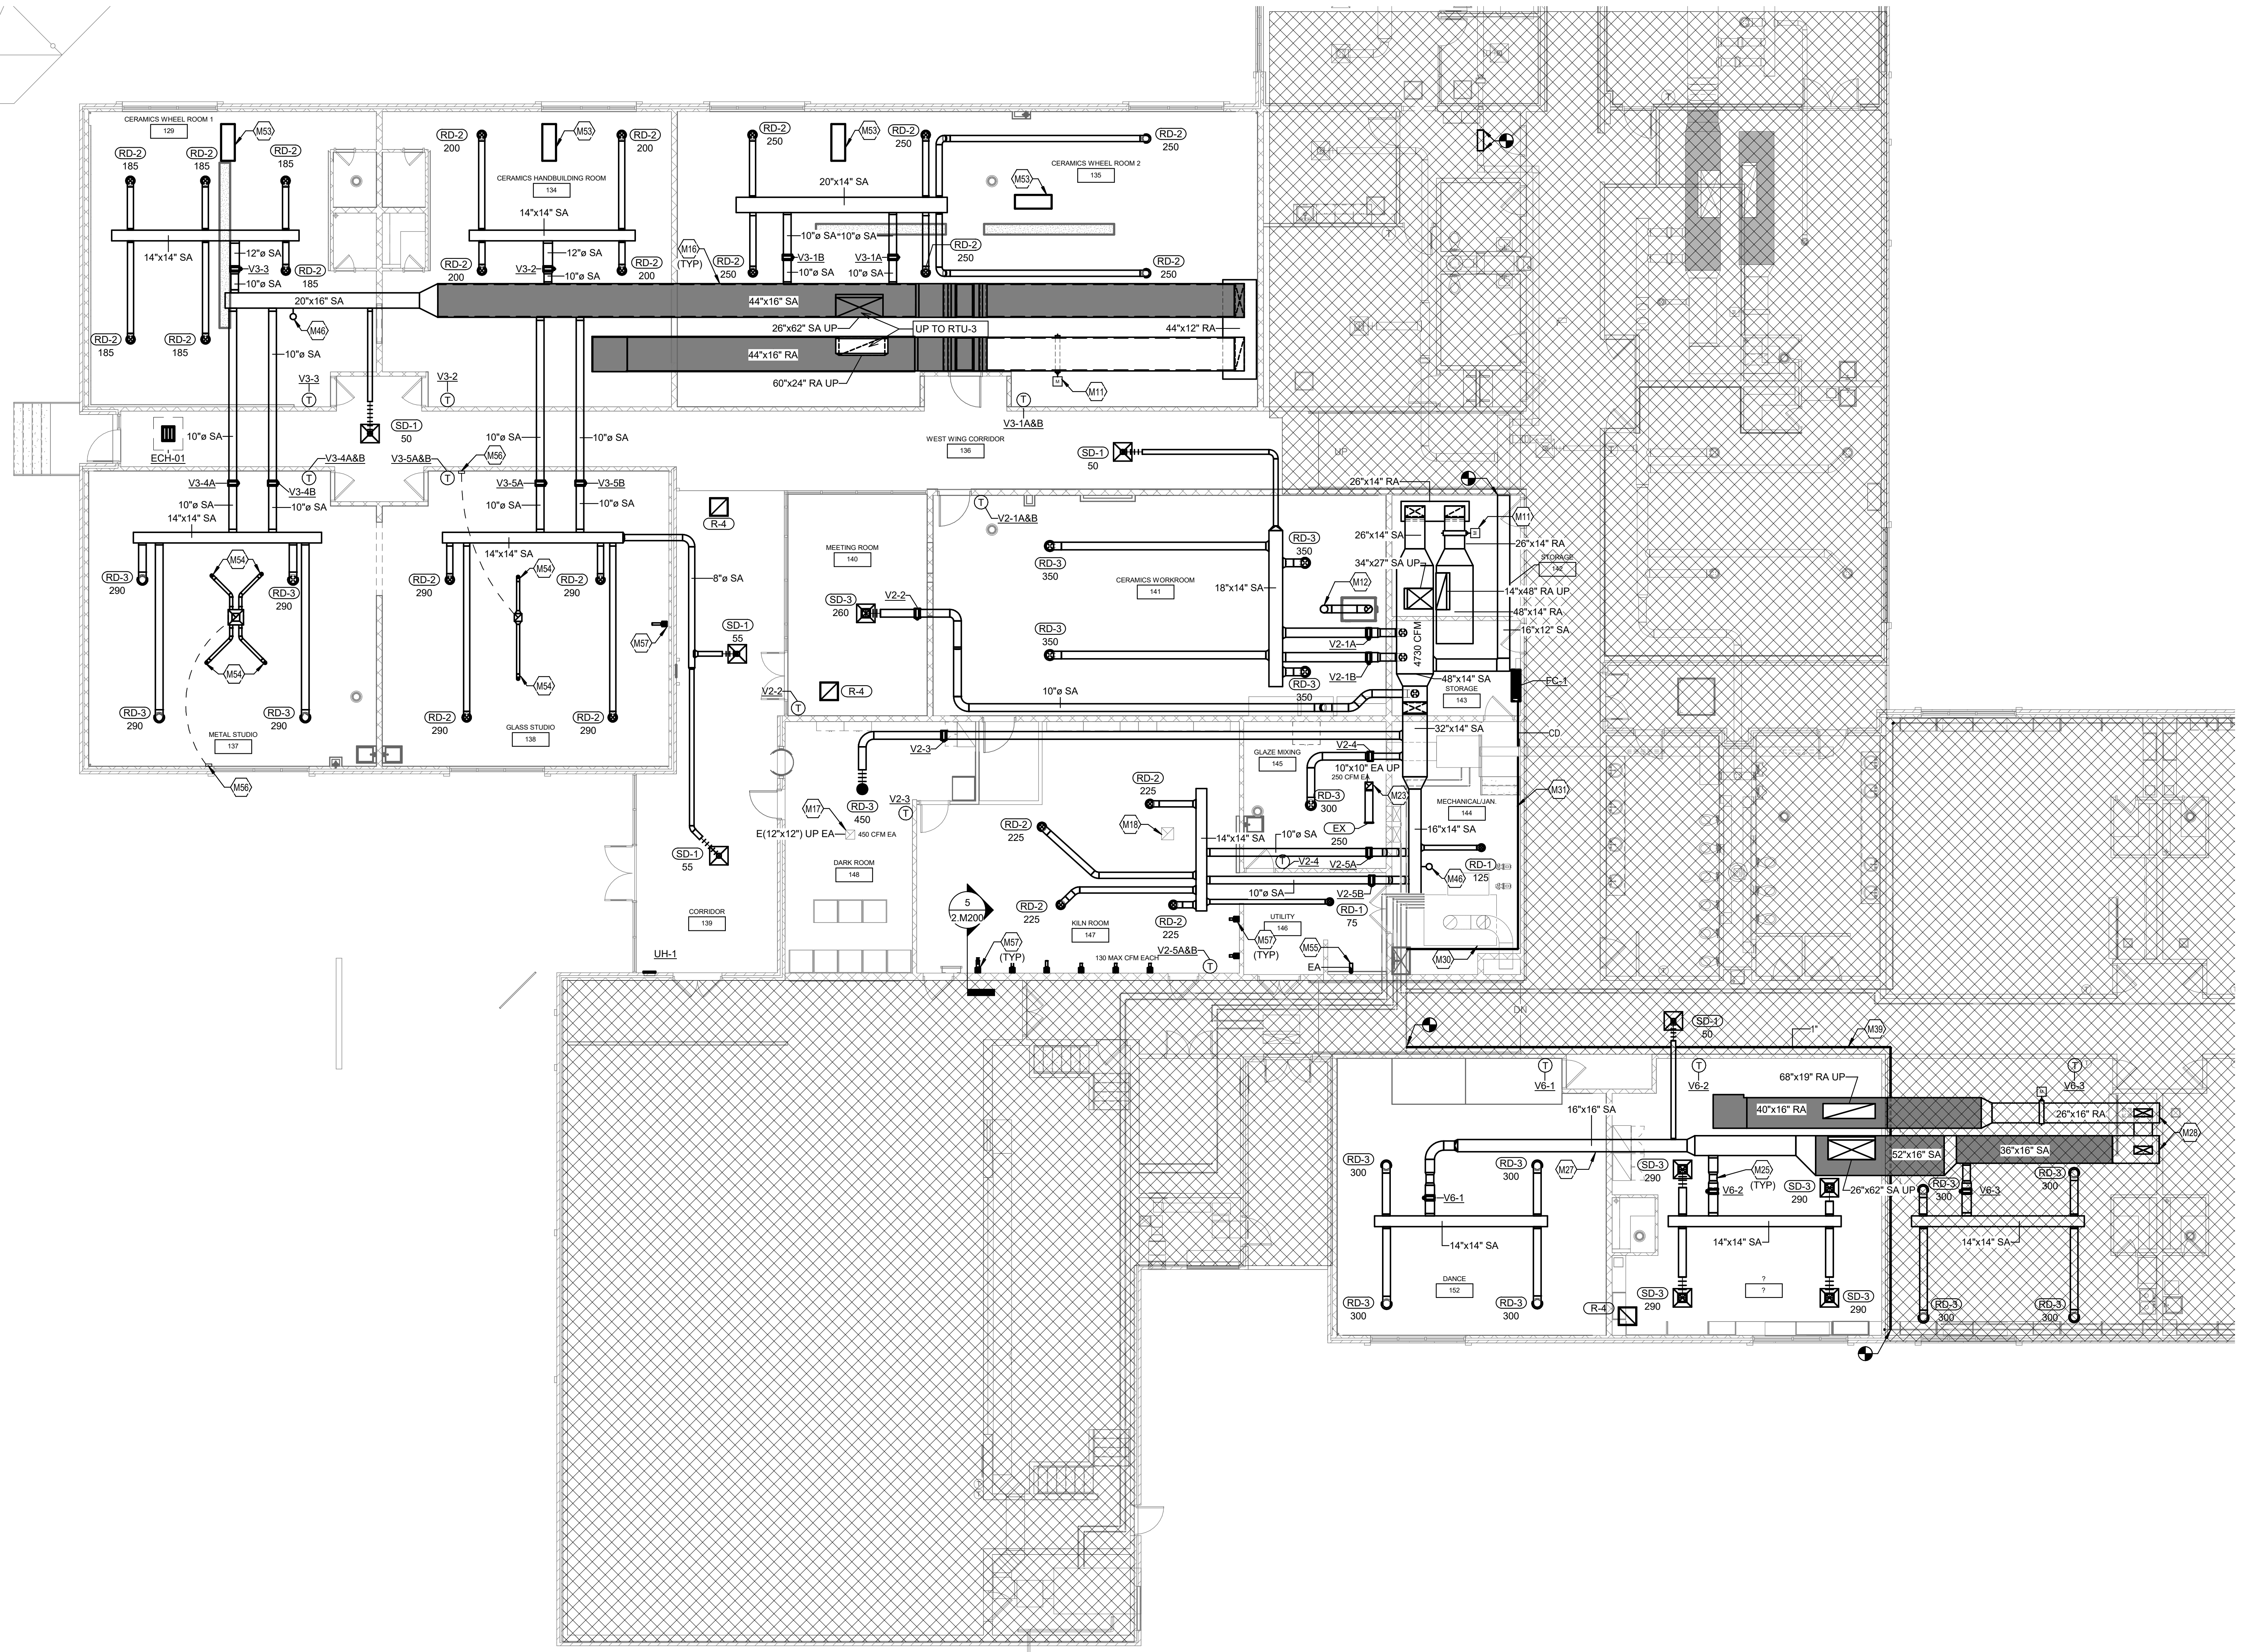 CERAMICS WHEEL ROOM 1
129
M53
RD-2
185
RD-2
185
RD-2
185
14"x14" SA
12"ø SA
V3-3
10"ø SA
RD-2
185
RD-2
185
RD-2
185
20"x16" SA
M46
10"ø SA
V3-3
T
RD-2
200
M53
RD-2
200
CERAMICS HANDBUILDING ROOM
134
14"x14" SA
12"ø SA
V3-2
10"ø SA
RD-2
200
RD-2
200
V3-2
T
RD-2
250
M53
RD-2
250
RD-2
250
CERAMICS WHEEL ROOM 2
135
M53
20"x14" SA
10"ø SA
10"ø SA
M16
(TYP)
RD-2
250
V3-1B
10"ø SA
V3-1A
10"ø SA
RD-2
250
RD-2
250
44"x16" SA
26"x62" SA UP
UP TO RTU-3
44"x12" RA
44"x16" RA
60"x24" RA UP
M11
T
V3-1A&B
ECH-01
10"ø SA
SD-1
50
10"ø SA
10"ø SA
WEST WING CORRIDOR
136
SD-1
50
V3-4A&B
T
V3-5A&B
T
M56
V3-4A
V3-4B
V3-5A
V3-5B
10"ø SA
10"ø SA
10"ø SA
10"ø SA
14"x14" SA
14"x14" SA
M54
M54
RD-3
290
RD-3
290
RD-2
290
RD-2
290
M54
M54
M57
RD-3
290
RD-3
290
RD-2
290
RD-2
290
METAL STUDIO
137
GLASS STUDIO
138
M56
8"ø SA
R-4
SD-1
55
SD-1
55
CORRIDOR
139
UH-1
MEETING ROOM
140
SD-3
260
V2-2
R-4
V2-2
T
T
V2-1A&B
RD-3
350
RD-3
350
CERAMICS WORKROOM
141
18"x14" SA
M12
RD-3
350
RD-3
350
V2-1A
V2-1B
10"ø SA
26"x14" RA
26"x14" SA
M11
26"x14" RA
STORAGE
142
34"x27" SA UP
14"x48" RA UP
48"x14" RA
16"x12" SA
4730 CFM
48"x14" SA
STORAGE
143
FC-1
32"x14" SA
CD
M31
V2-3
RD-3
450
V2-3
T
M17
E(12"x12") UP EA
450 CFM EA
DARK ROOM
148
GLAZE MIXING
145
V2-4
10"x10" EA UP
250 CFM EA
M23
RD-3
300
EX
250
MECHANICAL/JAN.
144
16"x14" SA
RD-2
225
RD-2
225
M18
14"x14" SA
10"ø SA
T
V2-4
V2-5A
M46
RD-1
125
10"ø SA
V2-5B
RD-1
75
RD-2
225
RD-2
225
5
2.M200
KILN ROOM
147
UTILITY
146
M57
(TYP)
130 MAX CFM EACH
V2-5A&B
T
M57
(TYP)
M55
EA
M30
UP
DN
SD-1
50
1"
M39
T
V6-1
T
V6-2
T
V6-3
68"x19" RA UP
40"x16" RA
26"x16" RA
16"x16" SA
M28
M27
52"x16" SA
36"x16" SA
RD-3
300
RD-3
300
SD-3
290
M25
(TYP)
V6-1
V6-2
SD-3
290
26"x62" SA UP
RD-3
300
V6-3
RD-3
300
14"x14" SA
14"x14" SA
14"x14" SA
DANCE
152
?
?
RD-3
300
RD-3
300
R-4
SD-3
290
SD-3
290
RD-3
300
RD-3
300